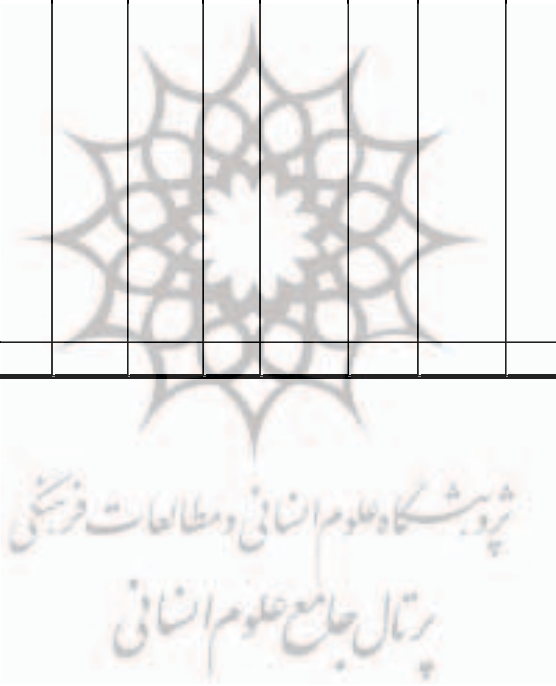 پژوهشگاه علوم انسانی و مطالعات فرهنگی
پرتال جامع علوم انسانی